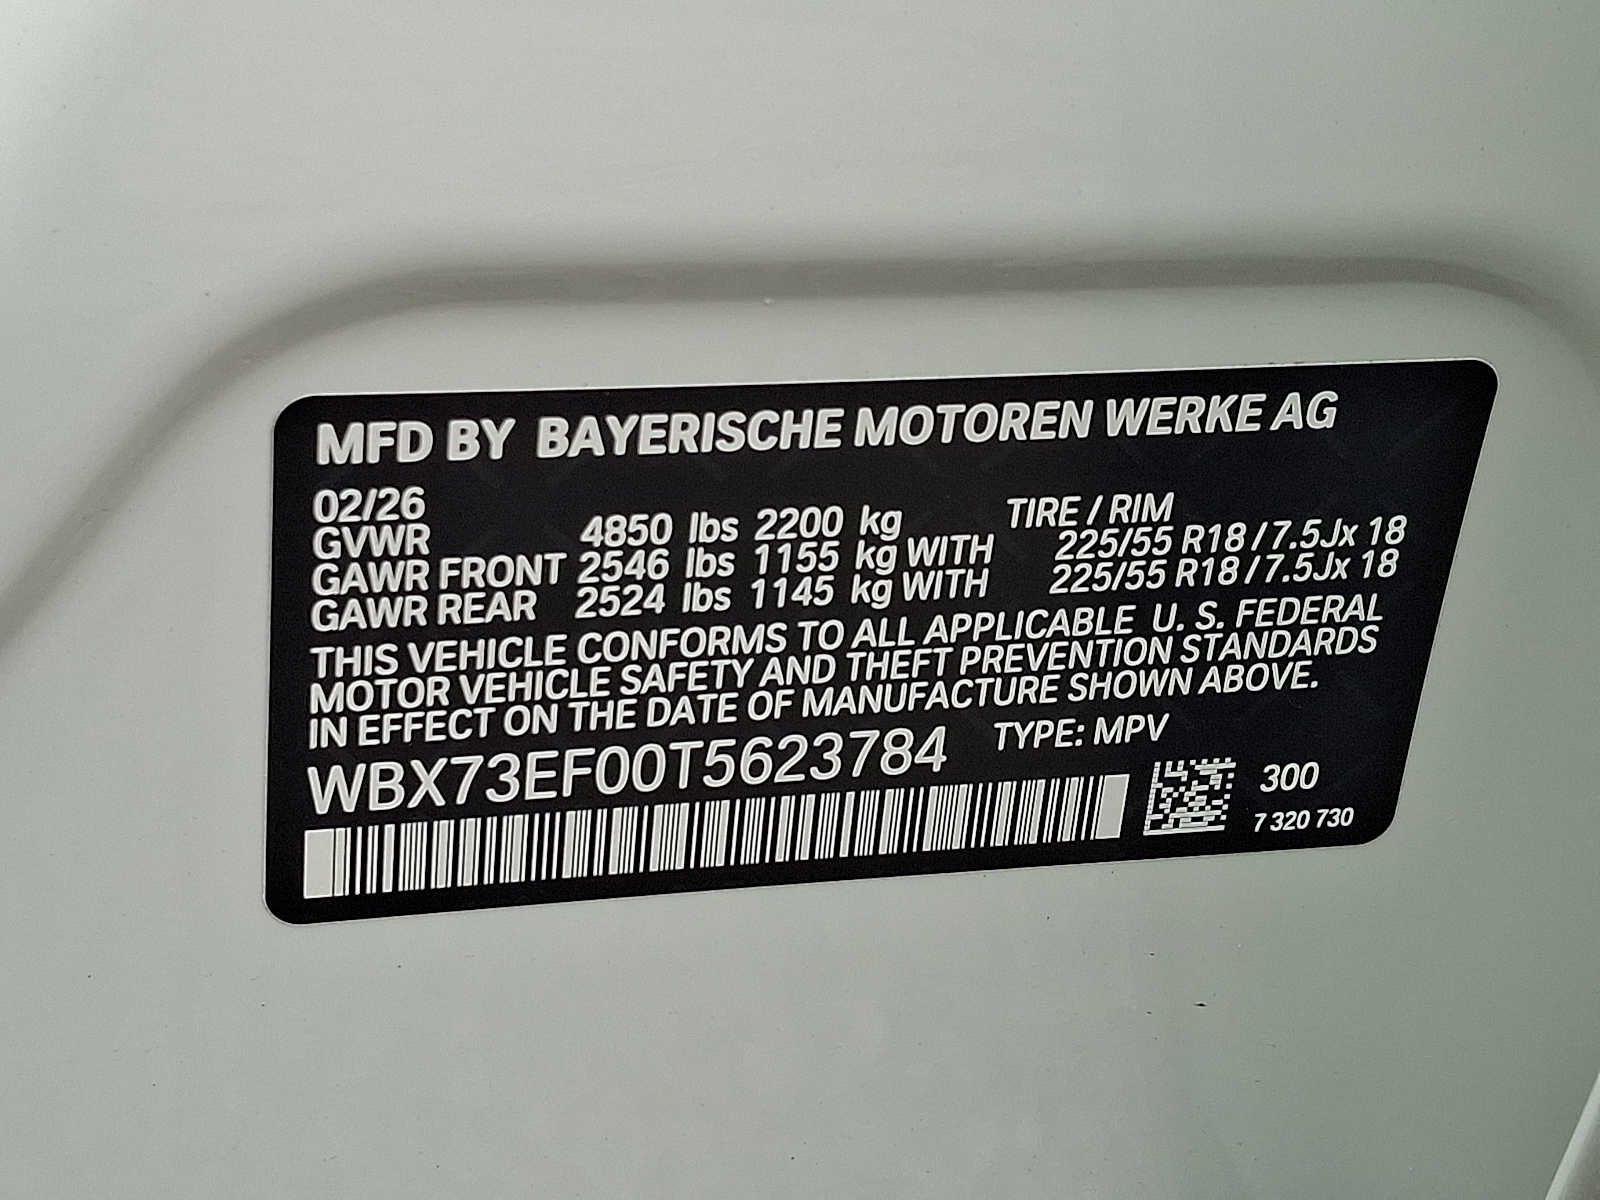 MFD BY BAYERISCHE MOTOREN WERKE AG
02/26 TIRE / RIM
GVWR 4850 lbs 2200 kg
GAWR FRONT 2546 lbs 1155 kg WITH 225/55 R18 / 7.5Jx 18
GAWR REAR 2524 lbs 1145 kg WITH 225/55 R18 / 7.5Jx 18
THIS VEHICLE CONFORMS TO ALL APPLICABLE U. S. FEDERAL
MOTOR VEHICLE SAFETY AND THEFT PREVENTION STANDARDS
IN EFFECT ON THE DATE OF MANUFACTURE SHOWN ABOVE.
WBX73EF00T5623784 TYPE: MPV
300
7 320 730